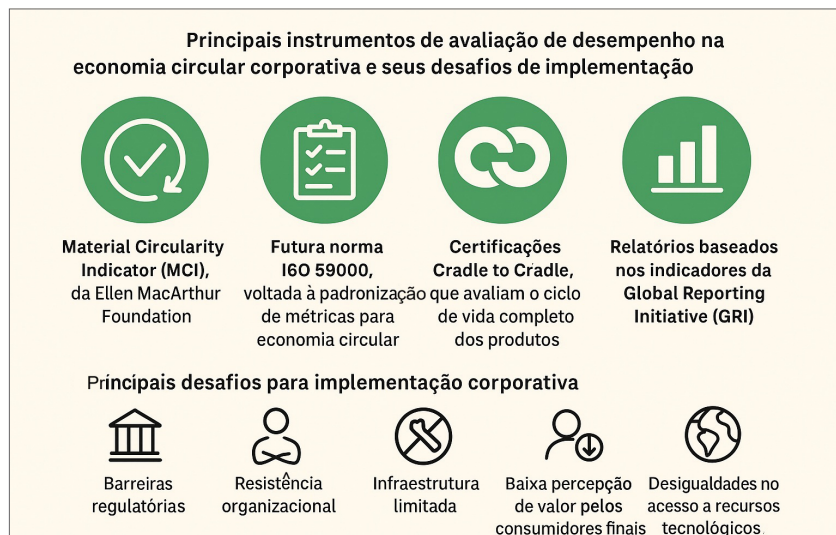 Principais instrumentos de avaliação de desempenho na
economia circular corporativa e seus desafios de implementação
Material Circularity
Indicator (MCI),
da Ellen MacArthur
Foundation
Futura norma
I6O 59000,
voltada à padronização
de métricas para
economia circular
Certificações
Cradle to Cradle,
que avaliam o ciclo
de vida completo
dos produtos
Relatórios baseados
nos indicadores da
Global Reporting
Initiative (GRI)
Príncípais desafios para implementação corporativa
Barreiras
regulatórias
Resistência
organizacional
Infraestrutura
limitada
Baixa percepção
de valor pelos
consumidores finais
Desigualdades no
acesso a recursos
tecnológicos.